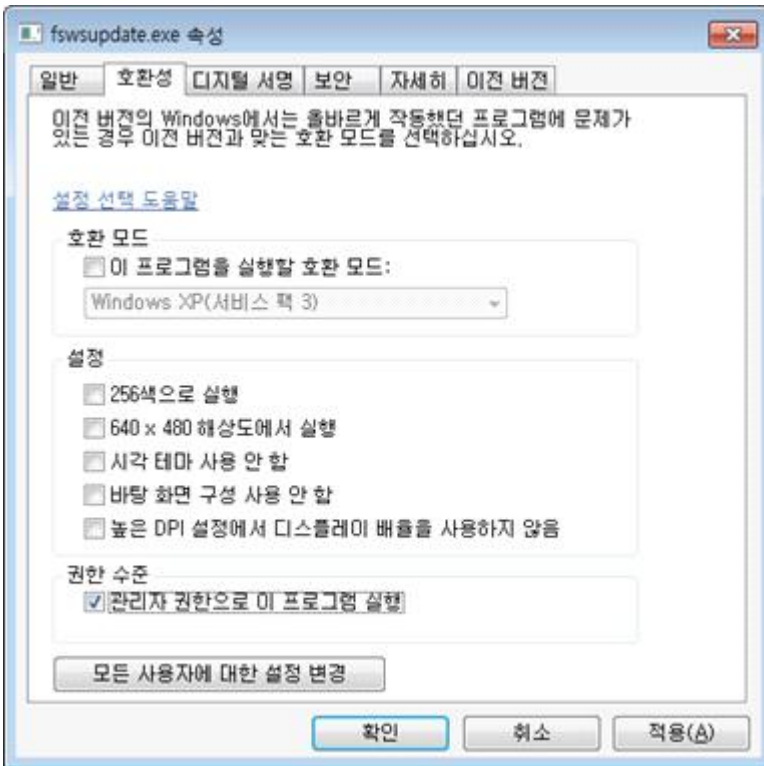 fswsupdate.exe 속성
일반 호환성 디지털 서명 보안 자세히 이전 버전
이전 버전의 Windows에서는 올바르게 작동했던 프로그램에 문제가
있는 경우 이전 버전과 맞는 호환 모드를 선택하십시오.
설정 선택 도움말
호환 모드
이 프로그램을 실행할 호환 모드:
Windows XP(서비스 팩 3)
설정
256색으로 실행
640 x 480 해상도에서 실행
시각 테마 사용 안 함
바탕 화면 구성 사용 안 함
높은 DPI 설정에서 디스플레이 배율을 사용하지 않음
권한 수준
관리자 권한으로 이 프로그램 실행
모든 사용자에 대한 설정 변경
확인 취소 적용(A)